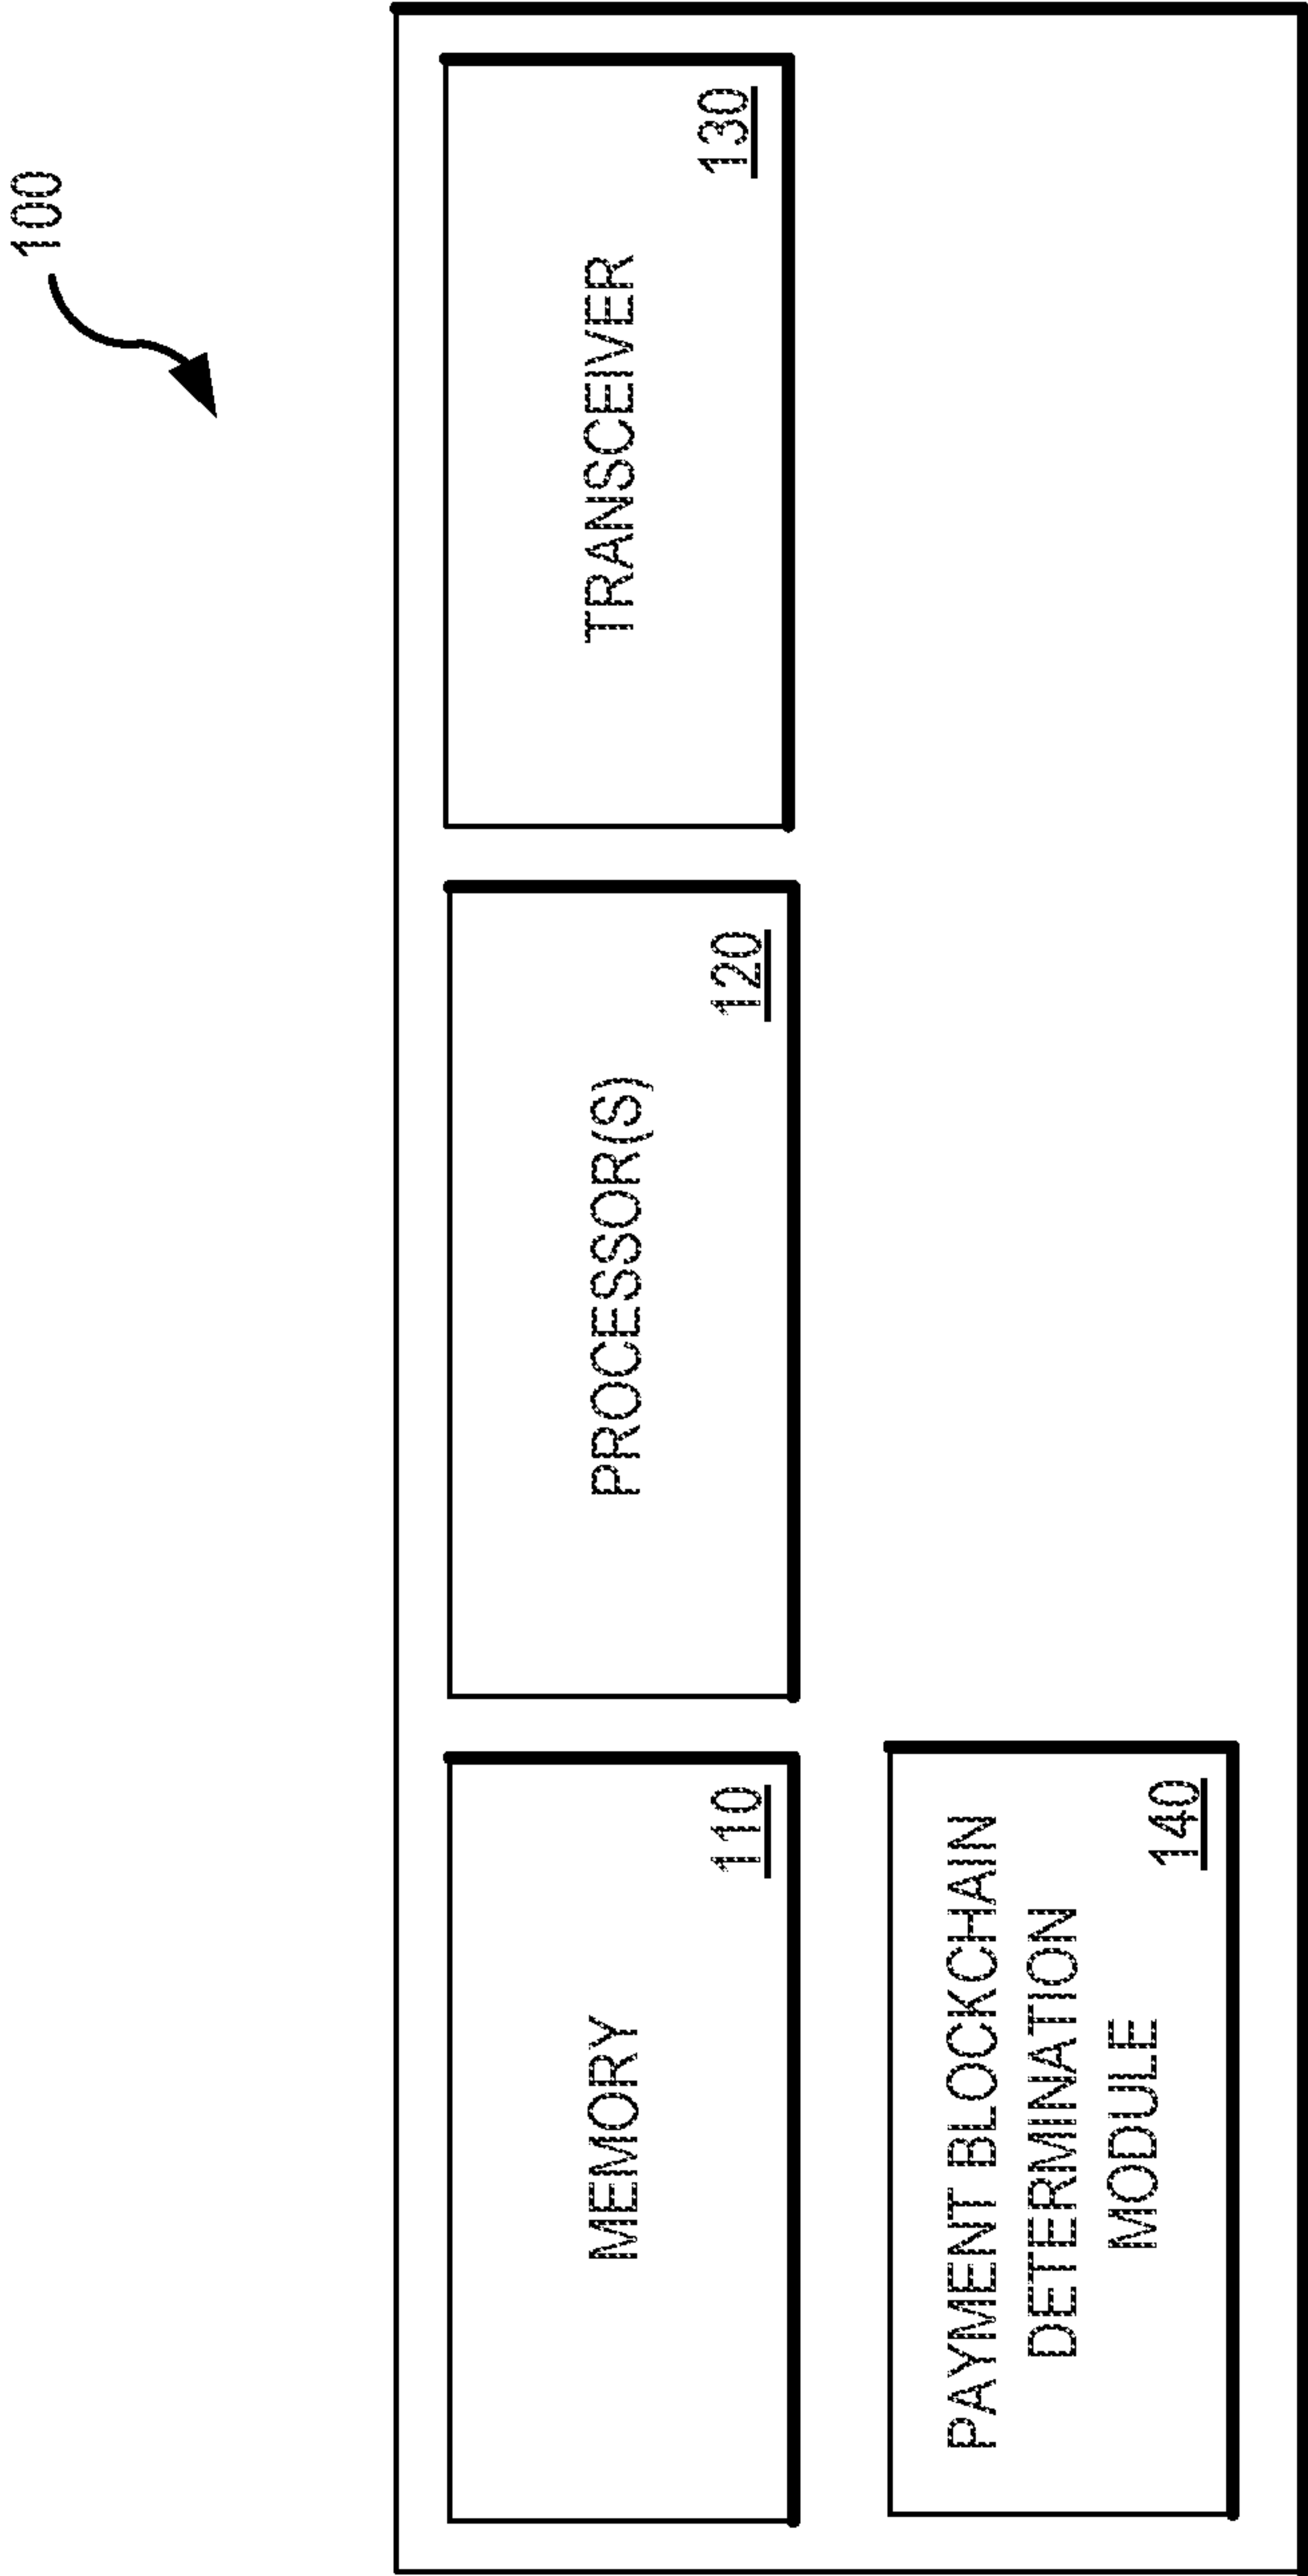 100
MEMORY
110
PROCESSOR(S)
120
TRANSCEIVER
130
PAYMENT BLOCKCHAIN
DETERMINATION
MODULE
140